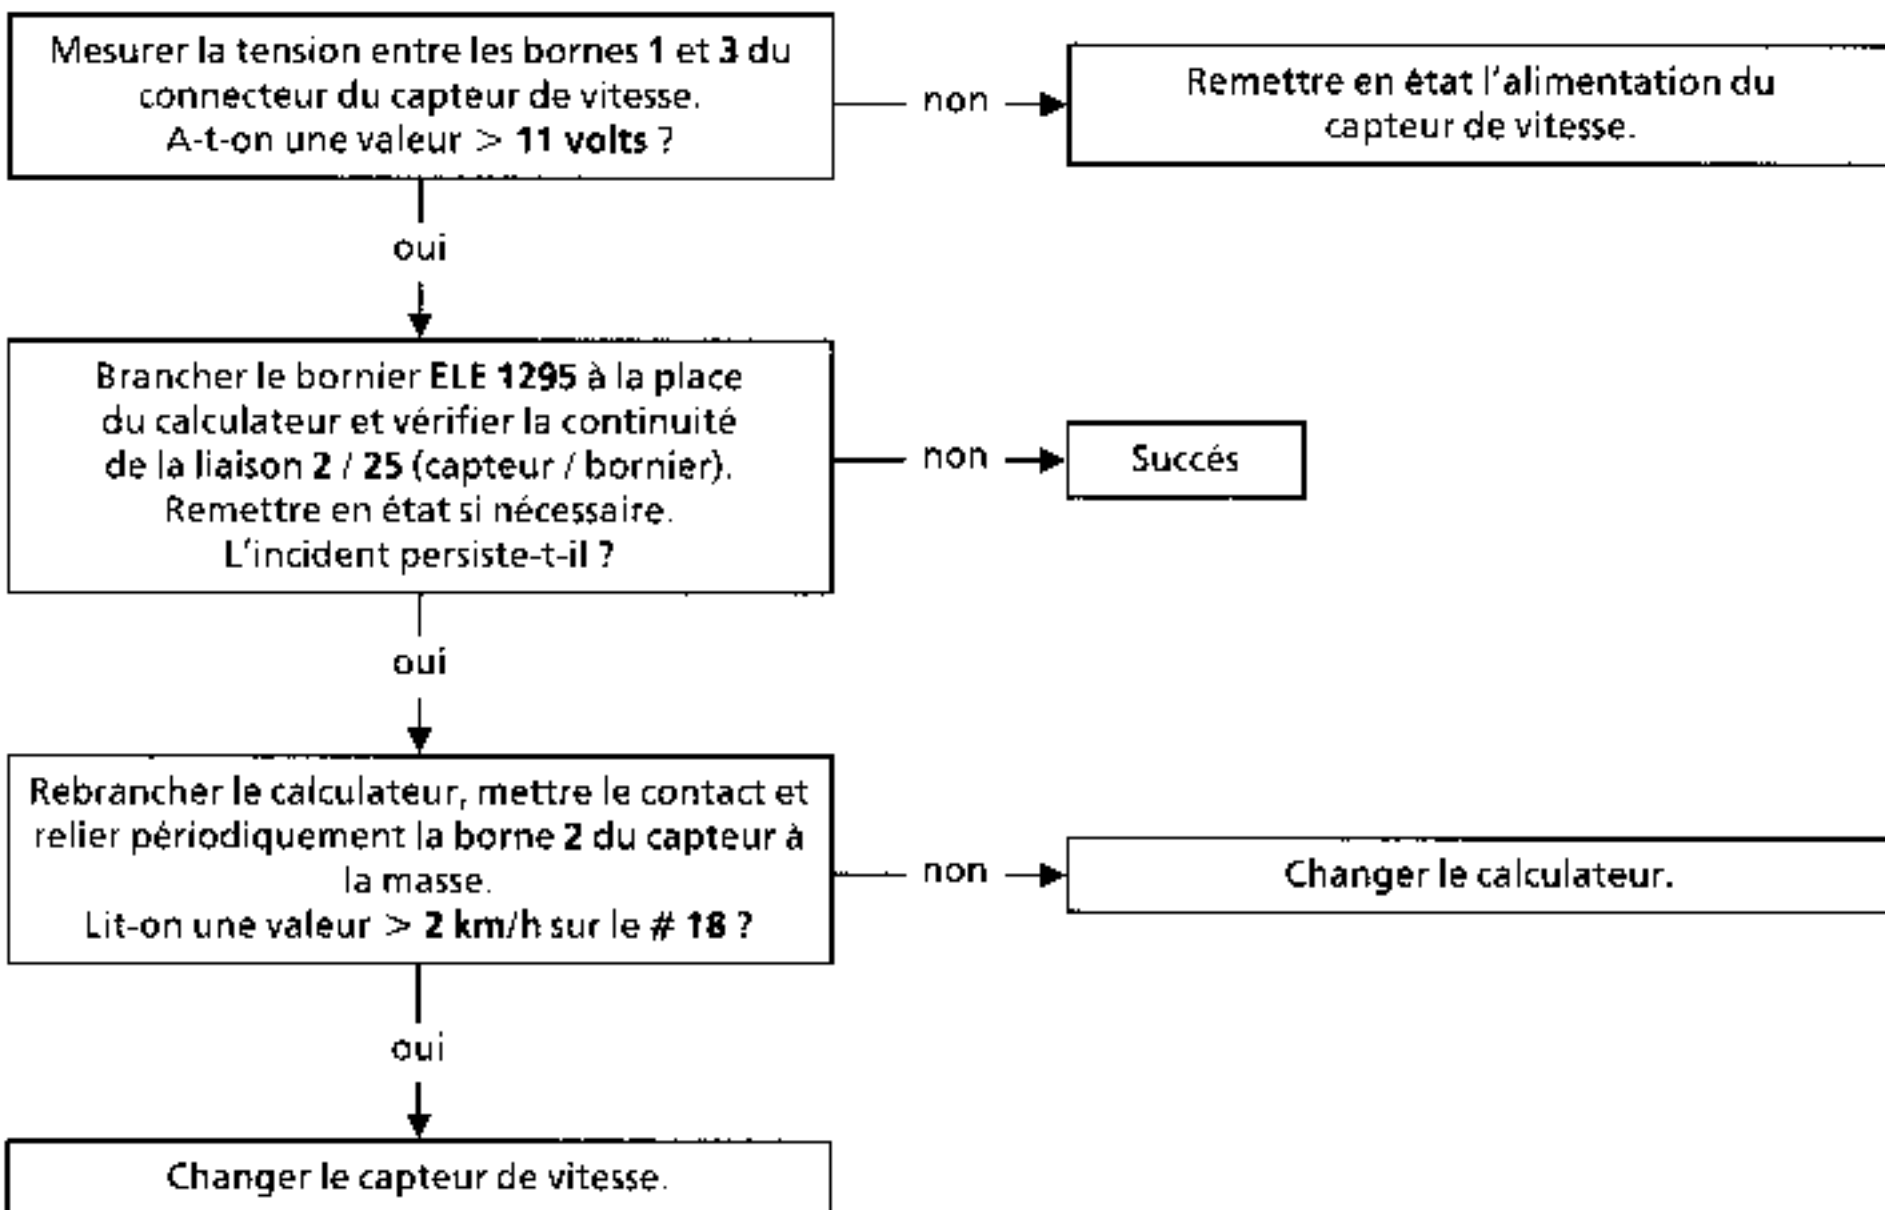 Mesurer la tension entre les bornes 1 et 3 du
connecteur du capteur de vitesse.
A-t-on une valeur > 11 volts ?
non
Remettre en état l'alimentation du
capteur de vitesse.
oui
Brancher le bornier ELE 1295 à la place
du calculateur et vérifier la continuité
de la liaison 2 / 25 (capteur / bornier).
Remettre en état si nécessaire.
L'incident persiste-t-il ?
non
Succés
oui
Rebrancher le calculateur, mettre le contact et
relier périodiquement la borne 2 du capteur à
la masse.
Lit-on une valeur > 2 km/h sur le # 18 ?
non
Changer le calculateur.
oui
Changer le capteur de vitesse.